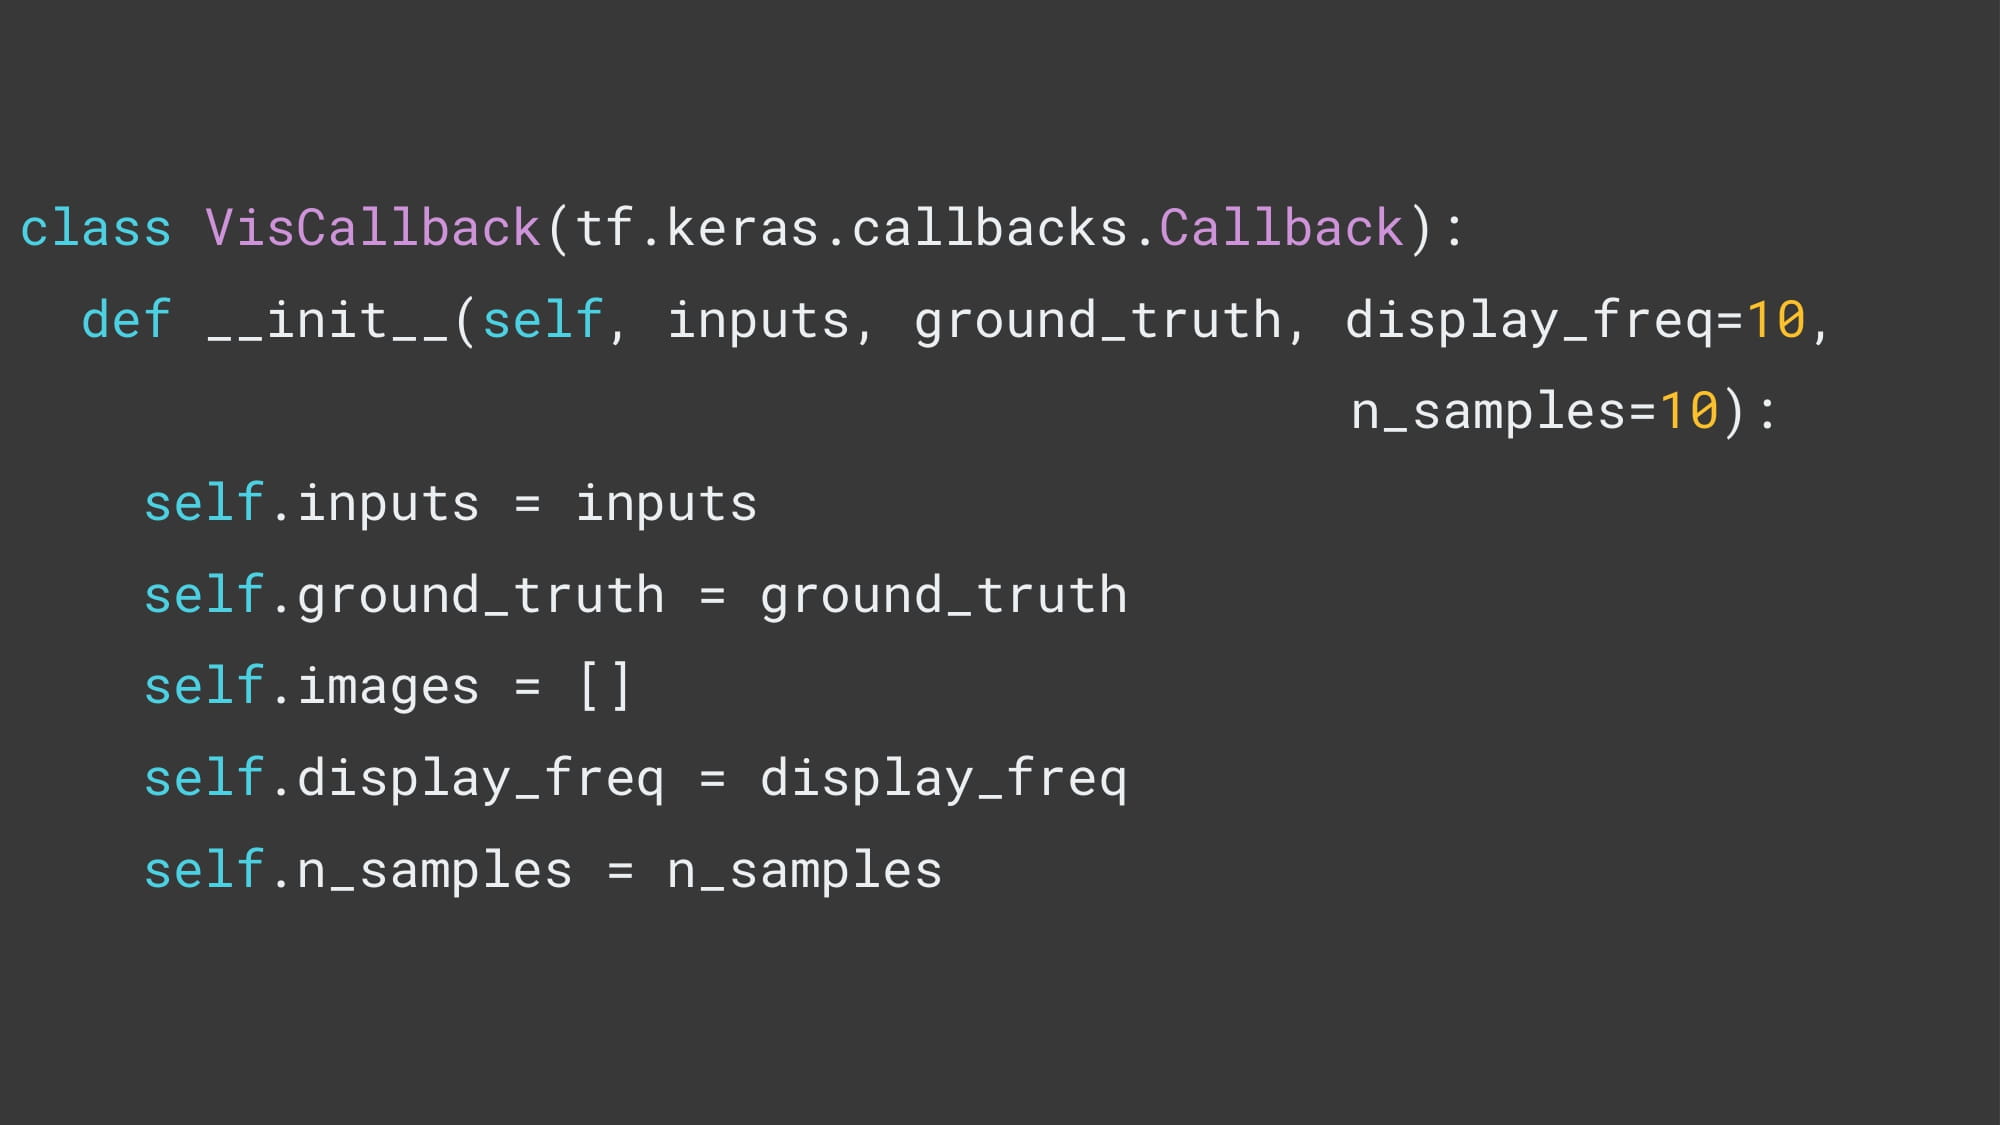 class VisCallback(tf.keras.callbacks.Callback):
  def __init__(self, inputs, ground_truth, display_freq=10,
                                           n_samples=10):
    self.inputs = inputs
    self.ground_truth = ground_truth
    self.images = []
    self.display_freq = display_freq
    self.n_samples = n_samples